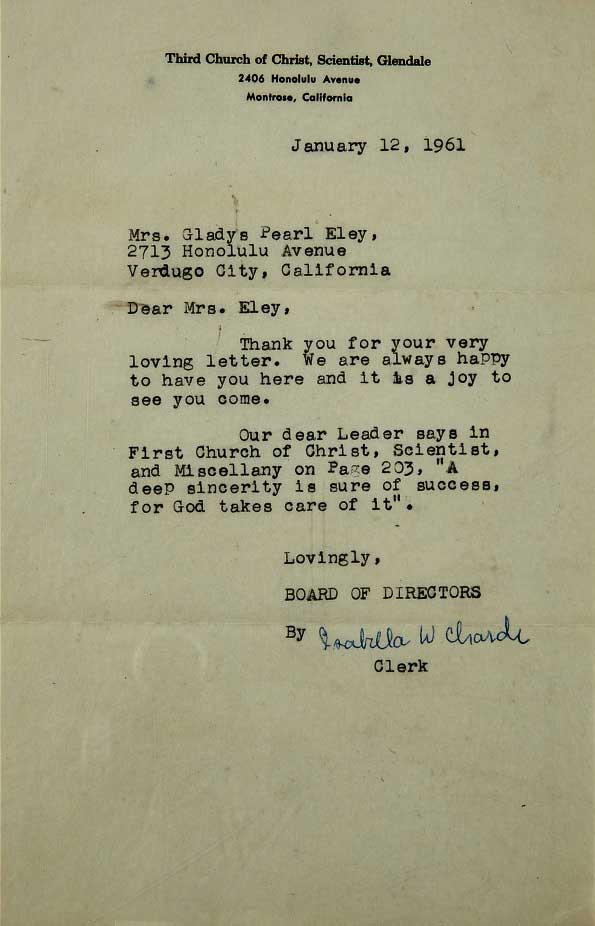 Third Church of Christ, Scientist, Glendale
2406 Honolulu Avenue
Montrose, California
January 12, 1961
Mrs. Gladys Pearl Eley,
2713 Honolulu Avenue
Verdugo City, California
Dear Mrs. Eley,
Thank you for your very
loving letter. We are always happy
to have you here and it is a joy to
see you come.
Our dear Leader says in
First Church of Christ, Scientist,
and Miscellany on Page 203, "A
deep sincerity is sure of success,
for God takes care of it".
Lovingly,
BOARD OF DIRECTORS
By Isabella W
Clerk